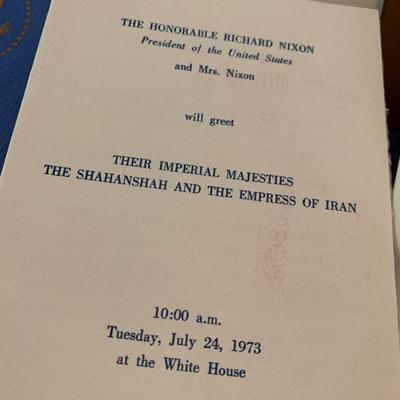 THE HONORABLE RICHARD NIXON
President of the United States
and Mrs. Nixon
will greet
THEIR IMPERIAL MAJESTIES
THE SHAHANSHAH AND THE EMPRESS OF IRAN
10:00 a.m.
Tuesday, July 24, 1973
at the White House